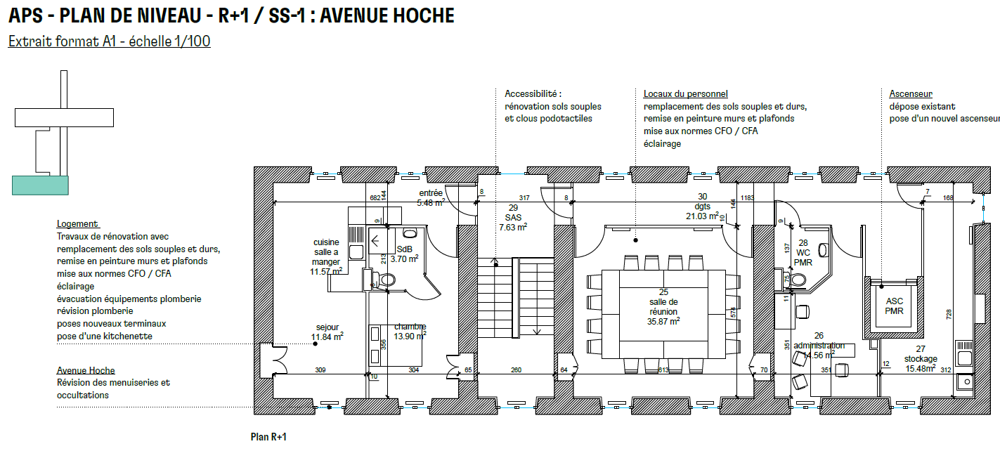 APS - PLAN DE NIVEAU - R+1 / SS-1 : AVENUE HOCHE
Extrait format A1 - échelle 1/100
Accessibilité :
rénovation sols souples
et clous podotactiles
Locaux du personnel
remplacement des sols souples et durs,
remise en peinture murs et plafonds
mise aux normes CFO / CFA
éclairage
Ascenseur
dépose existant
pose d'un nouvel ascenseur
Logement
Travaux de rénovation avec
remplacement des sols souples et durs,
remise en peinture murs et plafonds
mise aux normes CFO / CFA
éclairage
évacuation équipements plomberie
révision plomberie
poses nouveaux terminaux
pose d'une kitchenette
Avenue Hoche
Révision des menuiseries et
occultations
682
144
entrée
5.48 m²
8
317
8
29
SAS
7.63 m²
30
dgts
21.03 m²
144
1183
7
168
9
10
9
cuisine
salle a
manger
11.57 m²
SdB
3.70 m²
213
28
WC
PMR
137
75
11
25
salle de
réunion
35.87 m²
574
ASC
PMR
728
sejour
11.84 m²
chambre
13.90 m²
356
351
26
administration
14.56 m²
27
stockage
15.48m²
309
10
304
65
260
64
613
70
351
12
312
Plan R+1